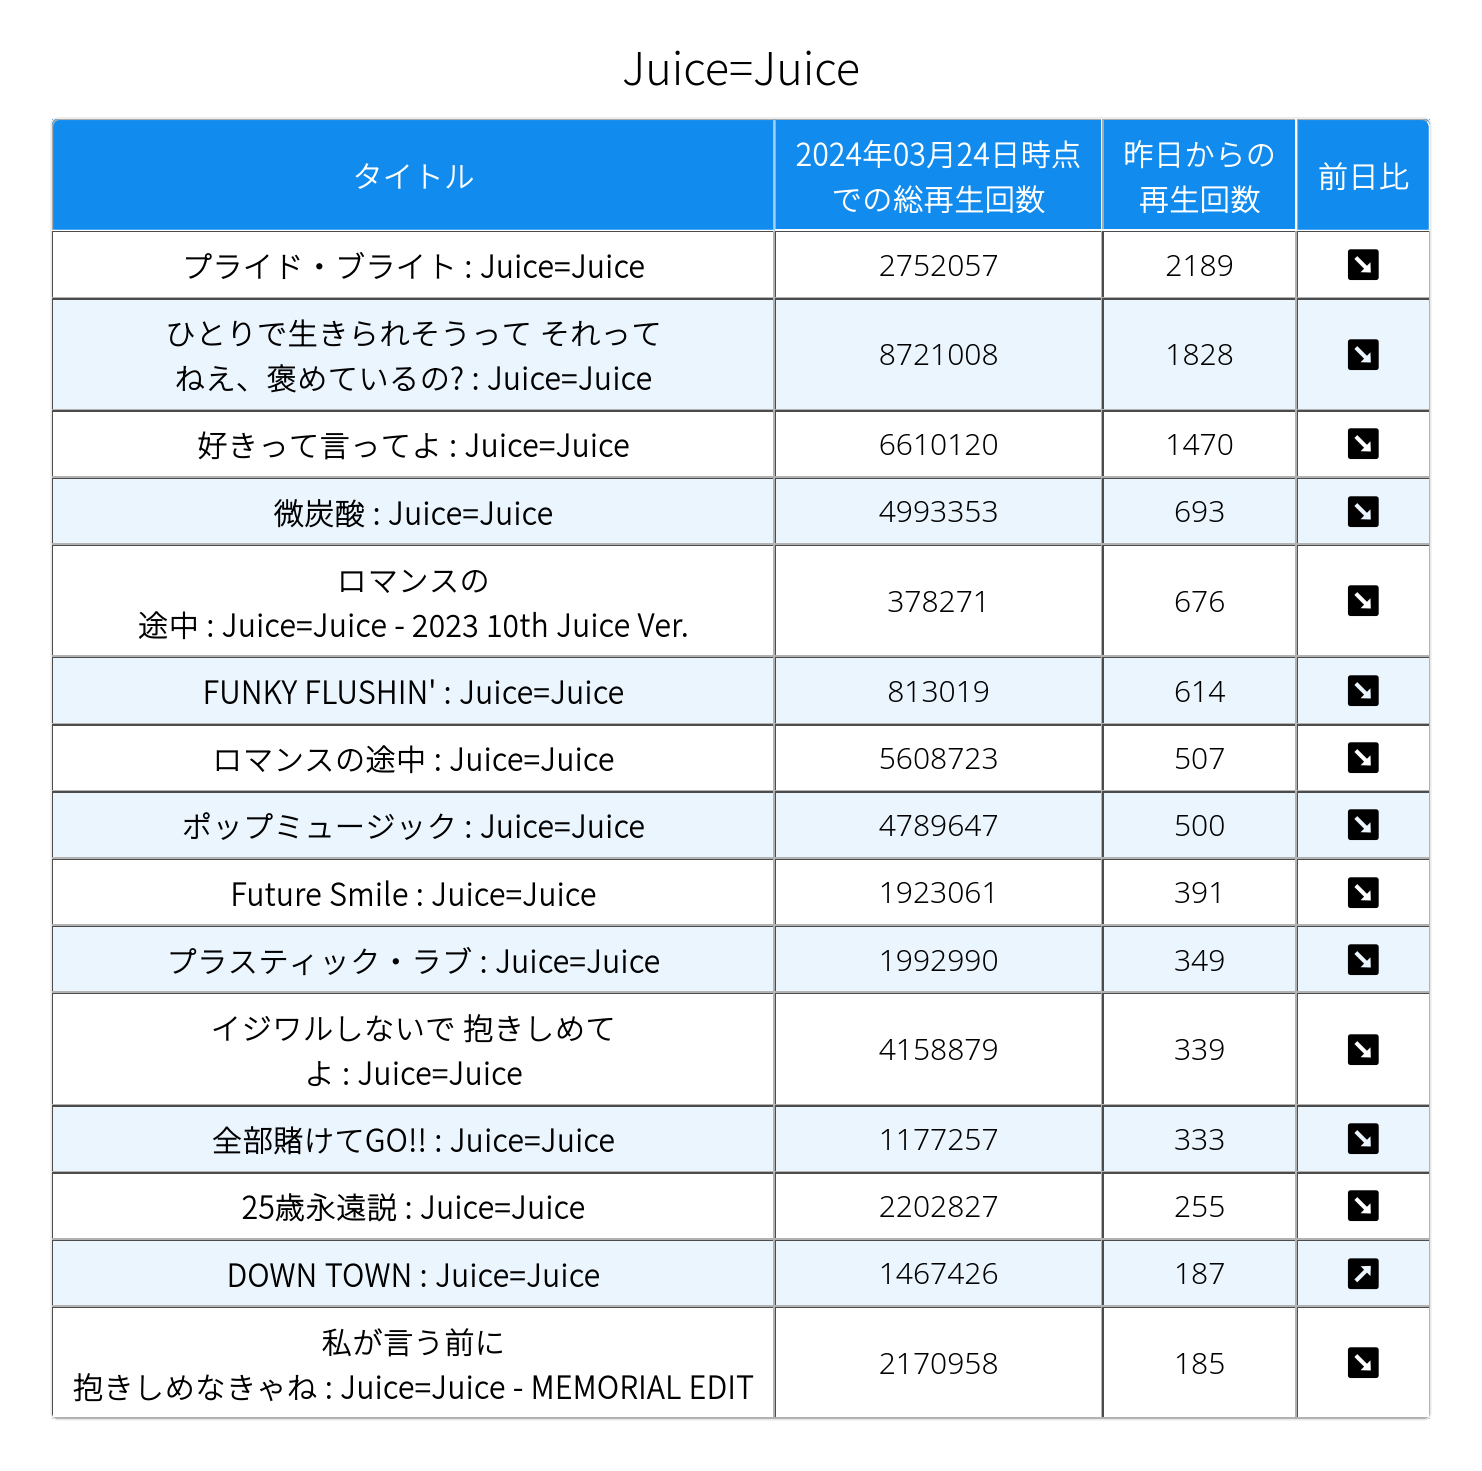 Juice=Juice
タイトル
2024年03月24日時点
での総再生回数
昨日からの
再生回数
前日比
プライド・ブライト : Juice=Juice
2752057
2189
ひとりで生きられそうって それって
ねえ、褒めているの? : Juice=Juice
8721008
1828
好きって言ってよ : Juice=Juice
6610120
1470
微炭酸 : Juice=Juice
4993353
693
ロマンスの
途中 : Juice=Juice - 2023 10th Juice Ver.
378271
676
FUNKY FLUSHIN' : Juice=Juice
813019
614
ロマンスの途中 : Juice=Juice
5608723
507
ポップミュージック : Juice=Juice
4789647
500
Future Smile : Juice=Juice
1923061
391
プラスティック・ラブ : Juice=Juice
1992990
349
イジワルしないで 抱きしめて
よ : Juice=Juice
4158879
339
全部賭けてGO!! : Juice=Juice
1177257
333
25歳永遠説 : Juice=Juice
2202827
255
DOWN TOWN : Juice=Juice
1467426
187
私が言う前に
抱きしめなきゃね : Juice=Juice - MEMORIAL EDIT
2170958
185